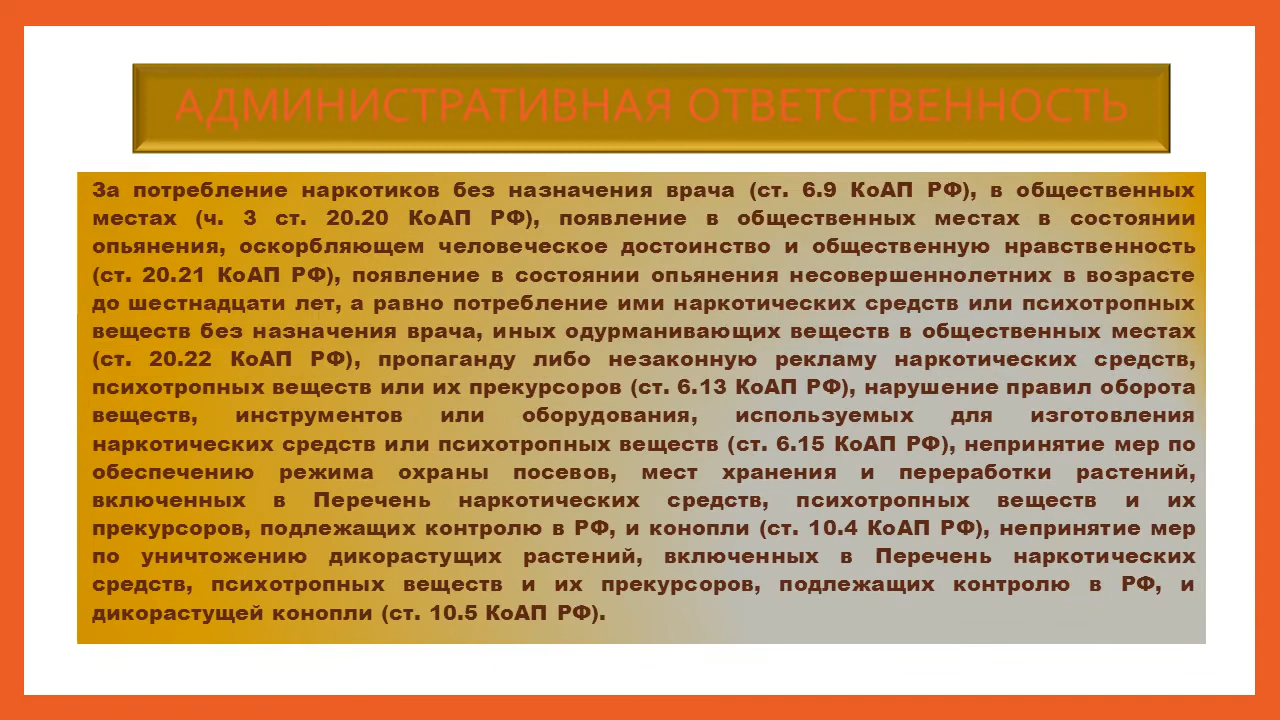 АДМИНИСТРАТИВНАЯ ОТВЕТСТВЕННОСТЬ
За потребление наркотиков без назначения врача (ст. 6.9 КоАП РФ), в общественных
местах (ч. 3 ст. 20.20 КоАП РФ), появление в общественных местах в состоянии
опьянения, оскорбляющем человеческое достоинство и общественную нравственность
(ст. 20.21 КоАП РФ), появление в состоянии опьянения несовершеннолетних в возрасте
до шестнадцати лет, а равно потребление ими наркотических средств или психотропных
веществ без назначения врача, иных одурманивающих веществ в общественных местах
(ст. 20.22 КоАП РФ), пропаганду либо незаконную рекламу наркотических средств,
психотропных веществ или их прекурсоров (ст. 6.13 КоАП РФ), нарушение правил оборота
веществ, инструментов или оборудования, используемых для изготовления
наркотических средств или психотропных веществ (ст. 6.15 КоАП РФ), непринятие мер по
обеспечению режима охраны посевов, мест хранения и переработки растений,
включенных в Перечень наркотических средств, психотропных веществ и их
прекурсоров, подлежащих контролю в РФ, и конопли (ст. 10.4 КоАП РФ), непринятие мер
по уничтожению дикорастущих растений, включенных в Перечень наркотических
средств, психотропных веществ и их прекурсоров, подлежащих контролю в РФ, и
дикорастущей конопли (ст. 10.5 КоАП РФ).